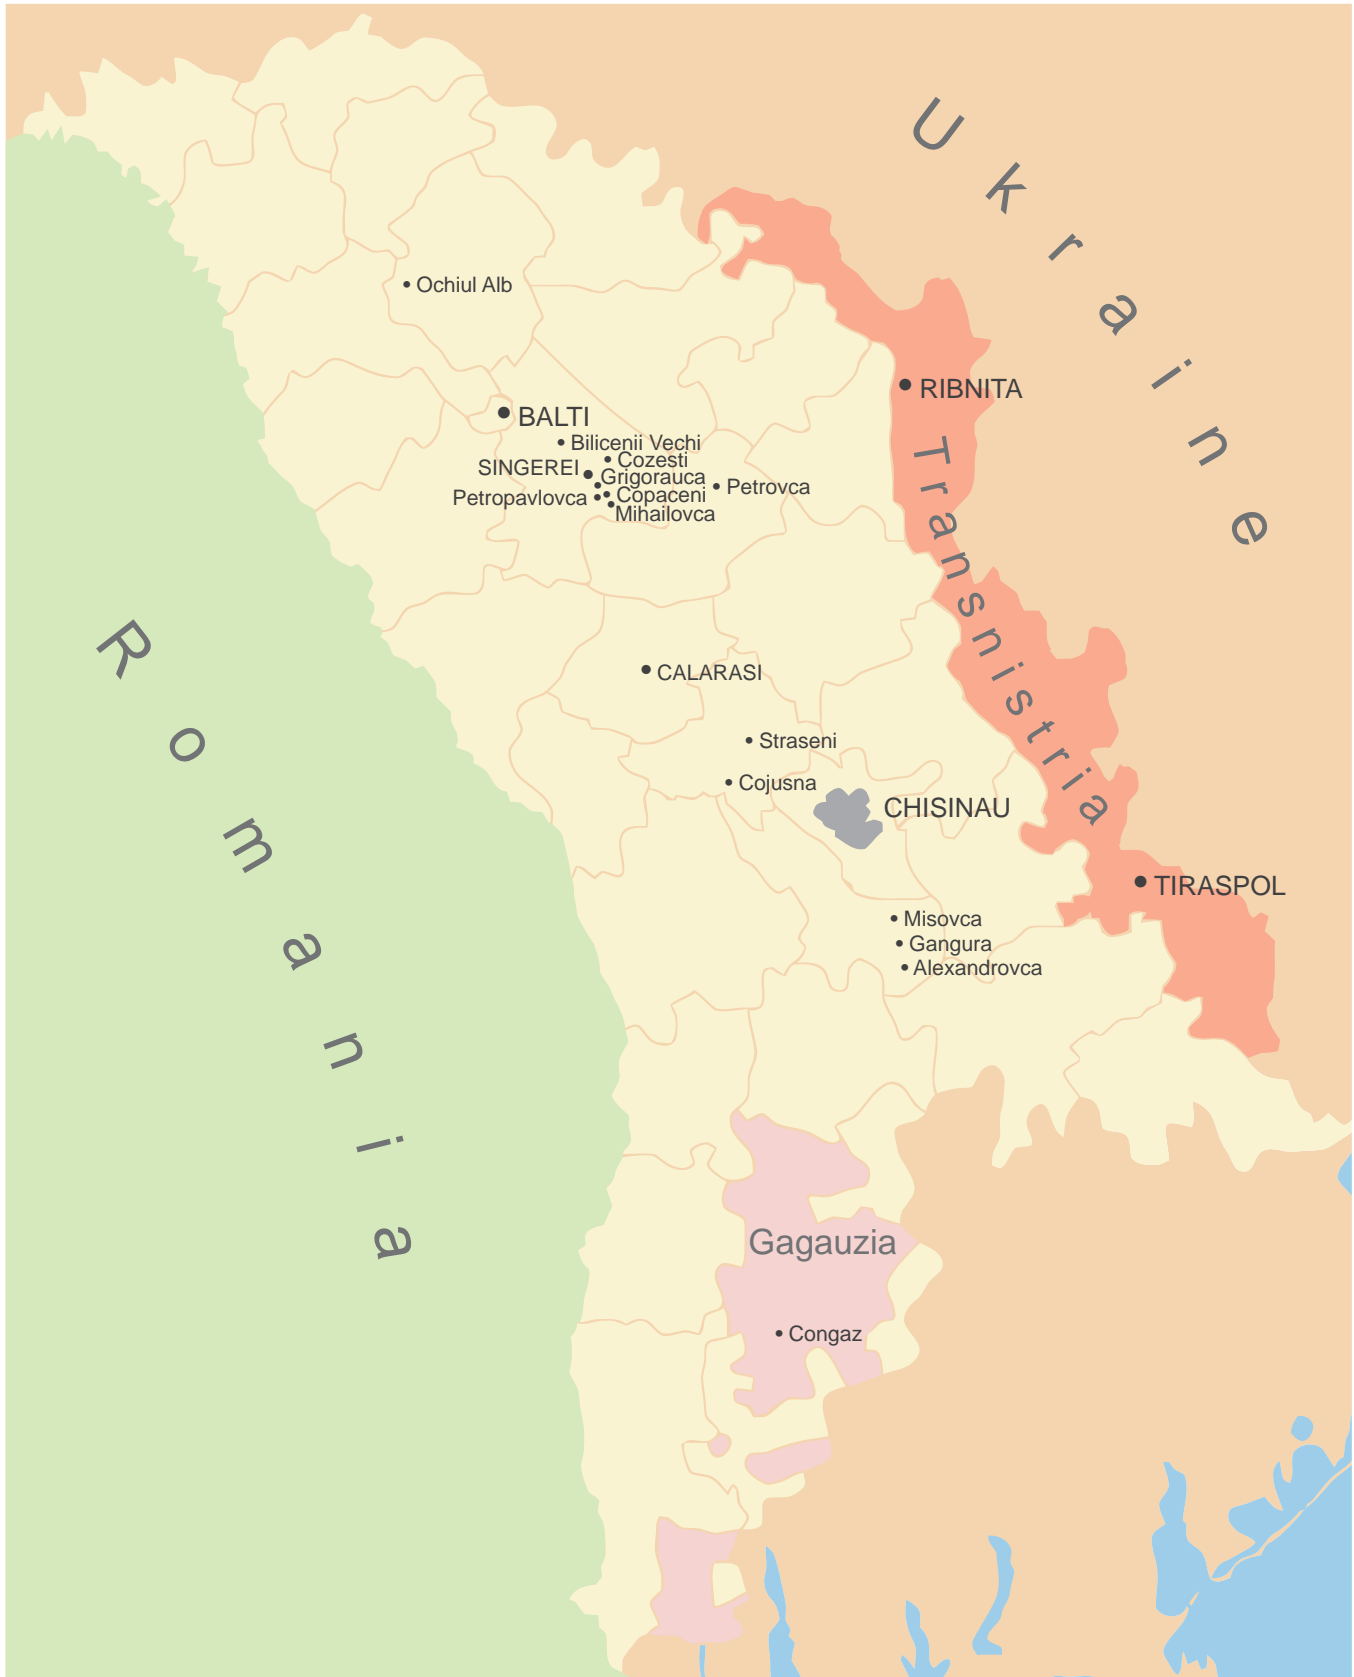 Ukraine
Ochiul Alb
RIBNITA
BALTI
Transnistria
Bilicenii Vechi
Cozesti
SINGEREI
Grigorauca
Petrovca
Petropavlovca
Copaceni
Mihailovca
Romania
CALARASI
Straseni
Cojusna
CHISINAU
TIRASPOL
Misovca
Gangura
Alexandrovca
Gagauzia
Congaz